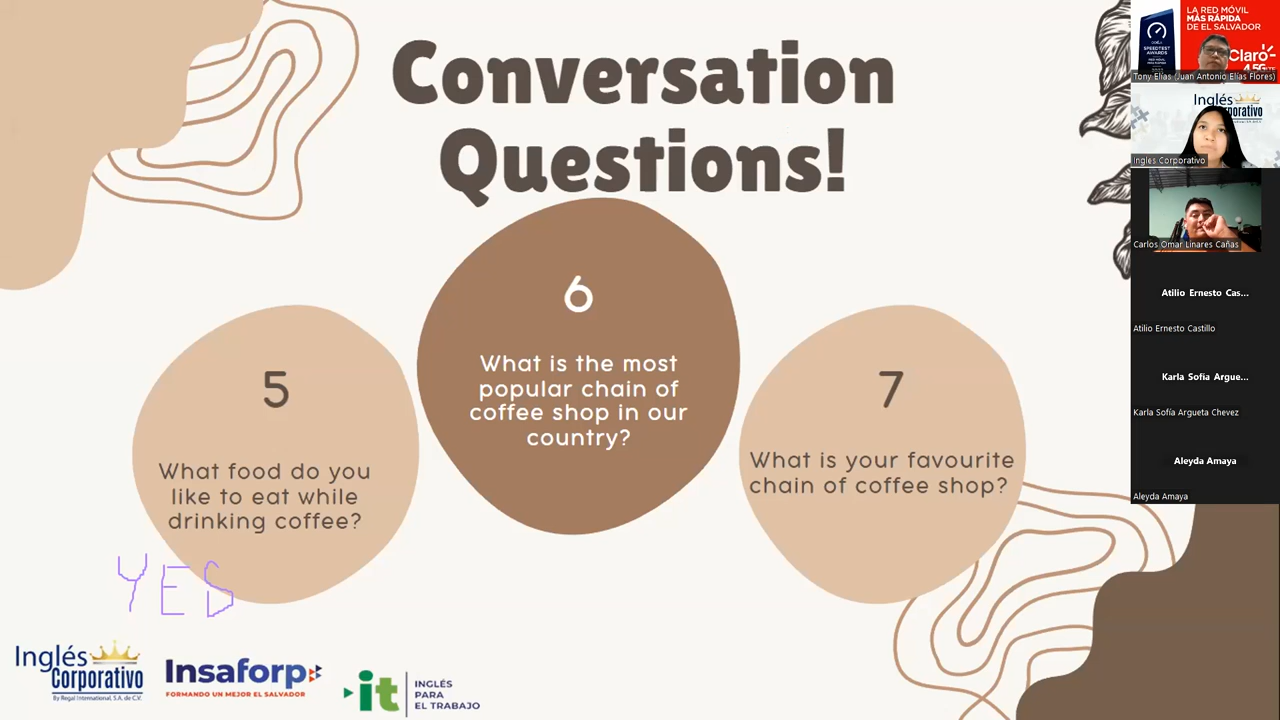 Conversation
Questions!
5
What food do you
like to eat while
drinking coffee?
6
What is the most
popular chain of
coffee shop in our
country?
7
What is your favourite
chain of coffee shop?
YES
Inglés
Corporativo
By Regal International, S.A. de C.V.
Insaforp
FORMANDO UN MEJOR EL SALVADOR
it
INGLÉS
PARA
EL TRABAJO
LA RED MÓVIL
MÁS RÁPIDA
DE EL SALVADOR
SPEEDTEST
AWARDS
Claro
4.5G
Tony Elías (Juan Antonio Elías Flores)
Inglés
Corporativo
Ingles Corporativo
Carlos Omar Linares Cañas
Atilio Ernesto Cas...
Atilio Ernesto Castillo
Karla Sofía Argue...
Karla Sofía Argueta Chevez
Aleyda Amaya
Aleyda Amaya